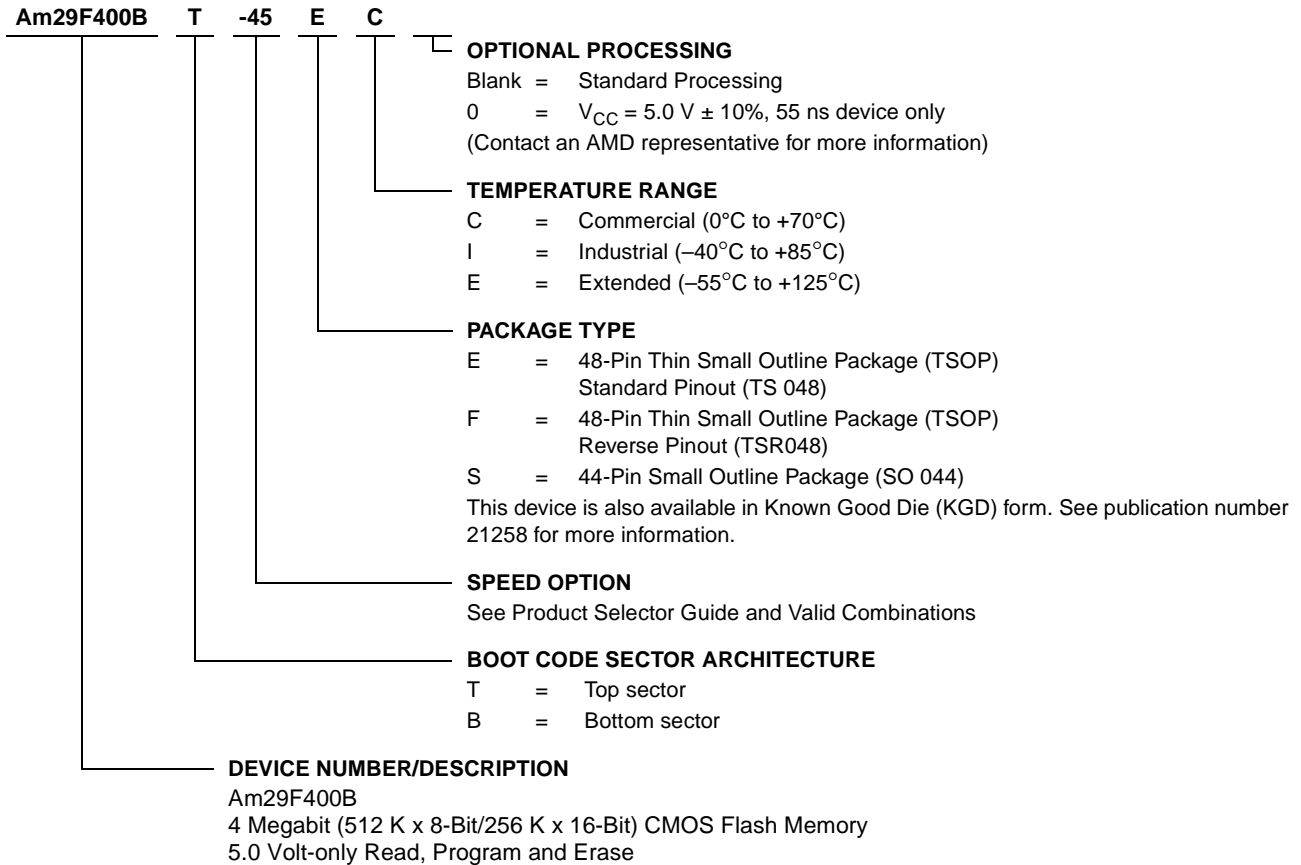 Am29F400B T -45 E C
OPTIONAL PROCESSING
Blank = Standard Processing
0 = VCC = 5.0 V ± 10%, 55 ns device only
(Contact an AMD representative for more information)
TEMPERATURE RANGE
C = Commercial (0°C to +70°C)
I = Industrial (–40°C to +85°C)
E = Extended (–55°C to +125°C)
PACKAGE TYPE
E = 48-Pin Thin Small Outline Package (TSOP)
Standard Pinout (TS 048)
F = 48-Pin Thin Small Outline Package (TSOP)
Reverse Pinout (TSR048)
S = 44-Pin Small Outline Package (SO 044)
This device is also available in Known Good Die (KGD) form. See publication number
21258 for more information.
SPEED OPTION
See Product Selector Guide and Valid Combinations
BOOT CODE SECTOR ARCHITECTURE
T = Top sector
B = Bottom sector
DEVICE NUMBER/DESCRIPTION
Am29F400B
4 Megabit (512 K x 8-Bit/256 K x 16-Bit) CMOS Flash Memory
5.0 Volt-only Read, Program and Erase